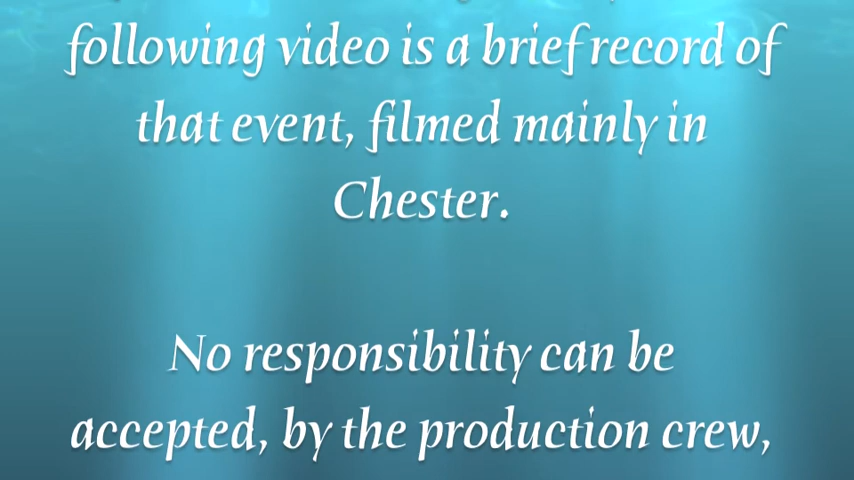 following video is a brief record of
that event, filmed mainly in
Chester.
No responsibility can be
accepted, by the production crew,